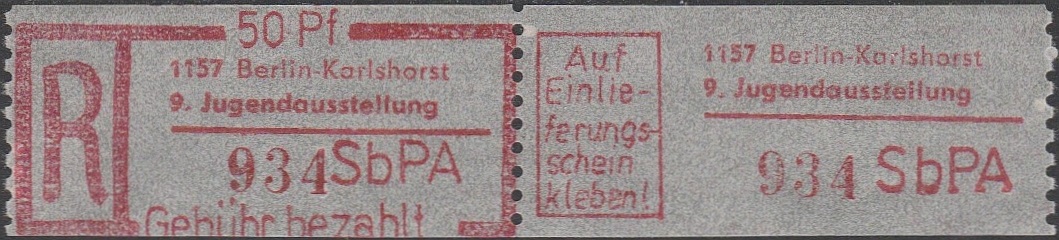 50 Pf
R
1157 Berlin-Karlshorst
9. Jugendausstellung
934 SbPA
Gebühr bezahlt
Auf
Einlie-
ferungs-
schein
kleben!
1157 Berlin-Karlshorst
9. Jugendausstellung
934 SbPA